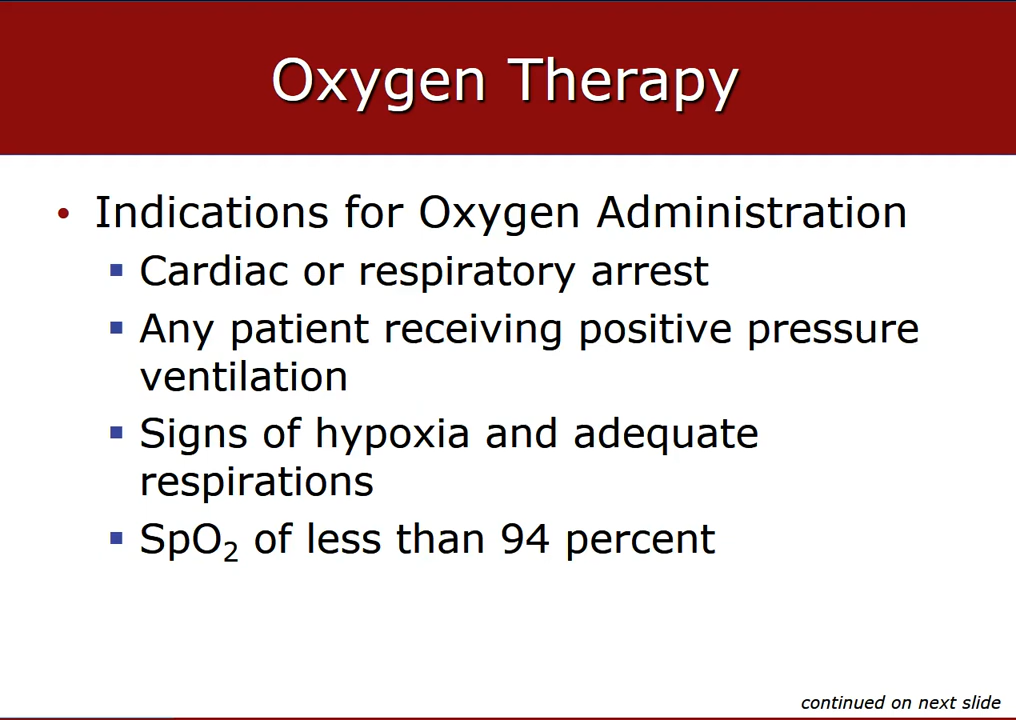 Oxygen Therapy
• Indications for Oxygen Administration
▪ Cardiac or respiratory arrest
▪ Any patient receiving positive pressure
ventilation
▪ Signs of hypoxia and adequate
respirations
▪ SpO₂ of less than 94 percent
continued on next slide